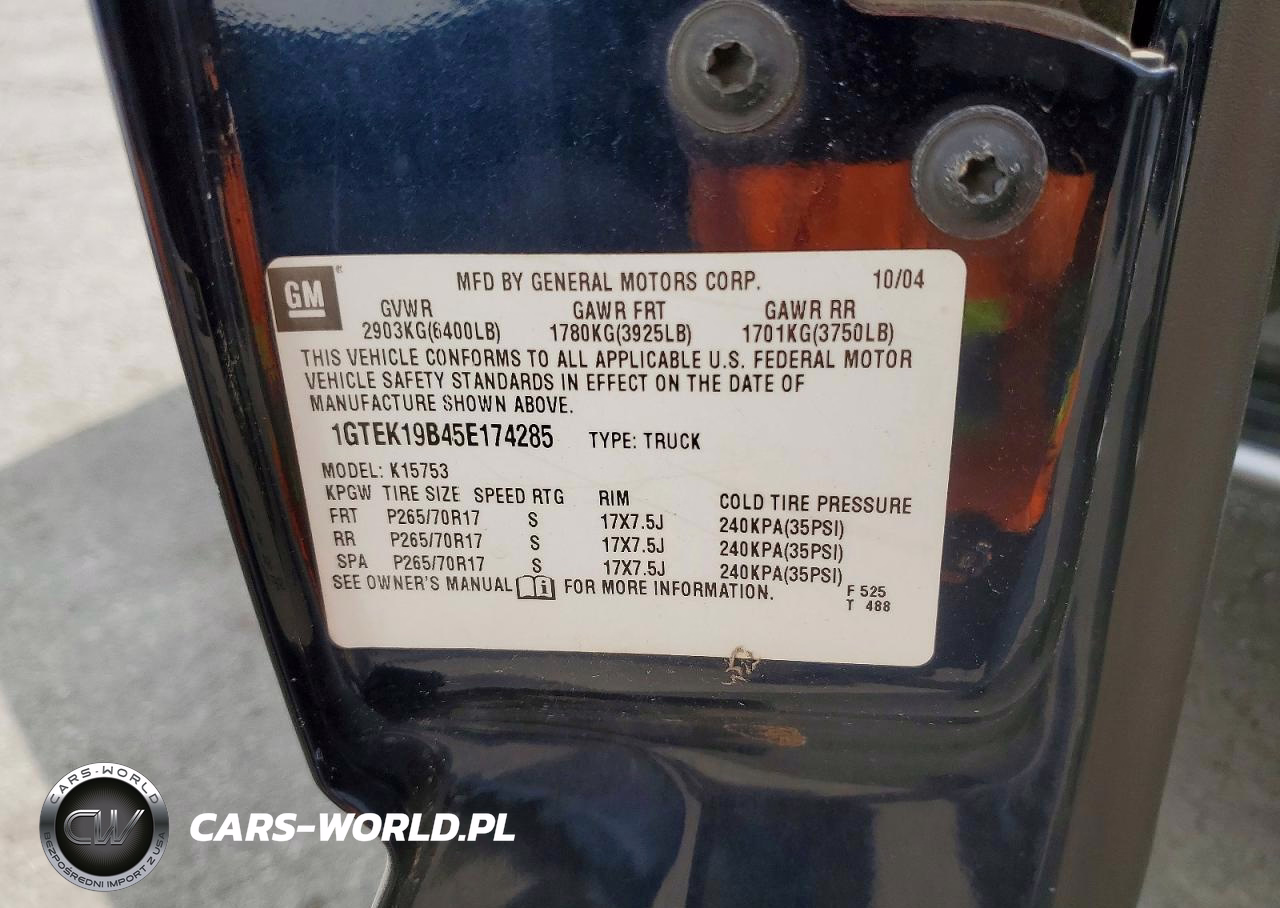 GM
MFD BY GENERAL MOTORS CORP. 10/04
GVWR GAWR FRT GAWR RR
2903KG(6400LB) 1780KG(3925LB) 1701KG(3750LB)
THIS VEHICLE CONFORMS TO ALL APPLICABLE U.S. FEDERAL MOTOR
VEHICLE SAFETY STANDARDS IN EFFECT ON THE DATE OF
MANUFACTURE SHOWN ABOVE.
1GTEK19B45E174285 TYPE: TRUCK
MODEL: K15753
KPGW TIRE SIZE SPEED RTG RIM COLD TIRE PRESSURE
FRT P265/70R17 S 17X7.5J 240KPA(35PSI)
RR P265/70R17 S 17X7.5J 240KPA(35PSI)
SPA P265/70R17 S 17X7.5J 240KPA(35PSI)
SEE OWNER'S MANUAL FOR MORE INFORMATION.
F 525
T 488
CARS-WORLD
CW
BEZPOŚREDNI IMPORT Z USA
CARS-WORLD.PL